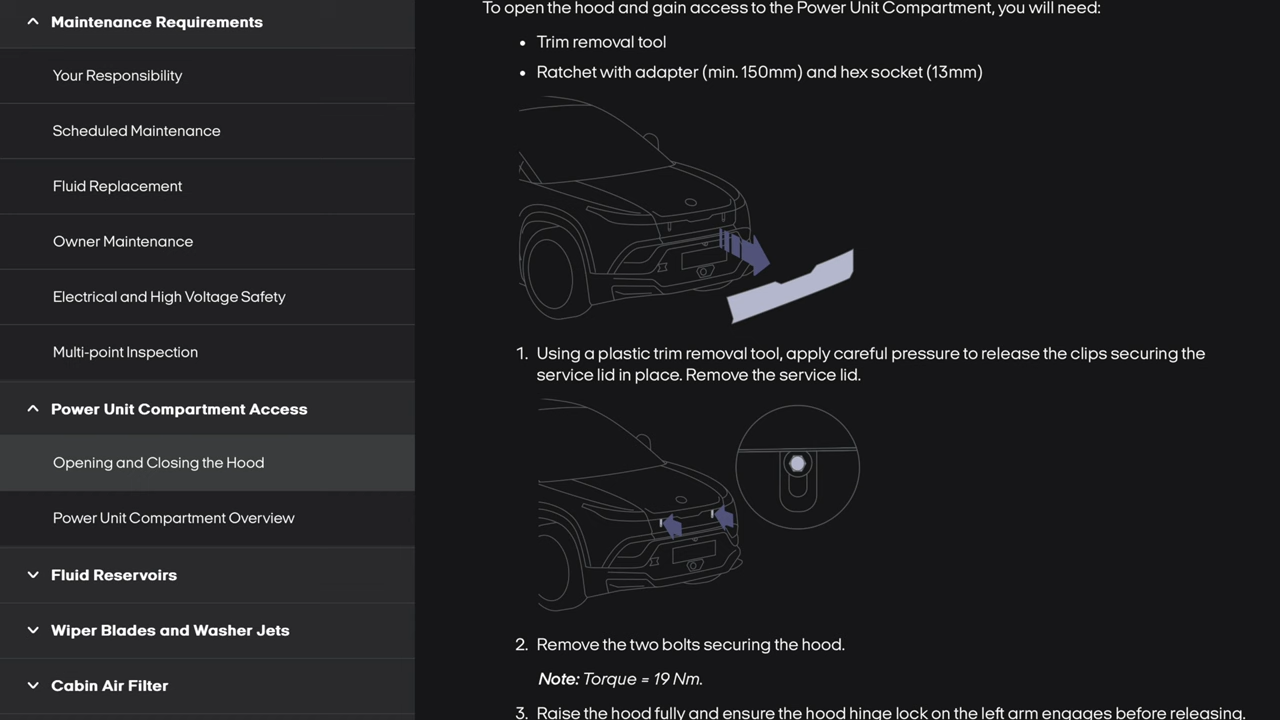 Maintenance Requirements
Your Responsibility
Scheduled Maintenance
Fluid Replacement
Owner Maintenance
Electrical and High Voltage Safety
Multi-point Inspection
Power Unit Compartment Access
Opening and Closing the Hood
Power Unit Compartment Overview
Fluid Reservoirs
Wiper Blades and Washer Jets
Cabin Air Filter
To open the hood and gain access to the Power Unit Compartment, you will need:
• Trim removal tool
• Ratchet with adapter (min. 150mm) and hex socket (13mm)
1. Using a plastic trim removal tool, apply careful pressure to release the clips securing the
service lid in place. Remove the service lid.
2. Remove the two bolts securing the hood.
Note: Torque = 19 Nm.
3. Raise the hood fully and ensure the hood hinge lock on the left arm engages before releasing.